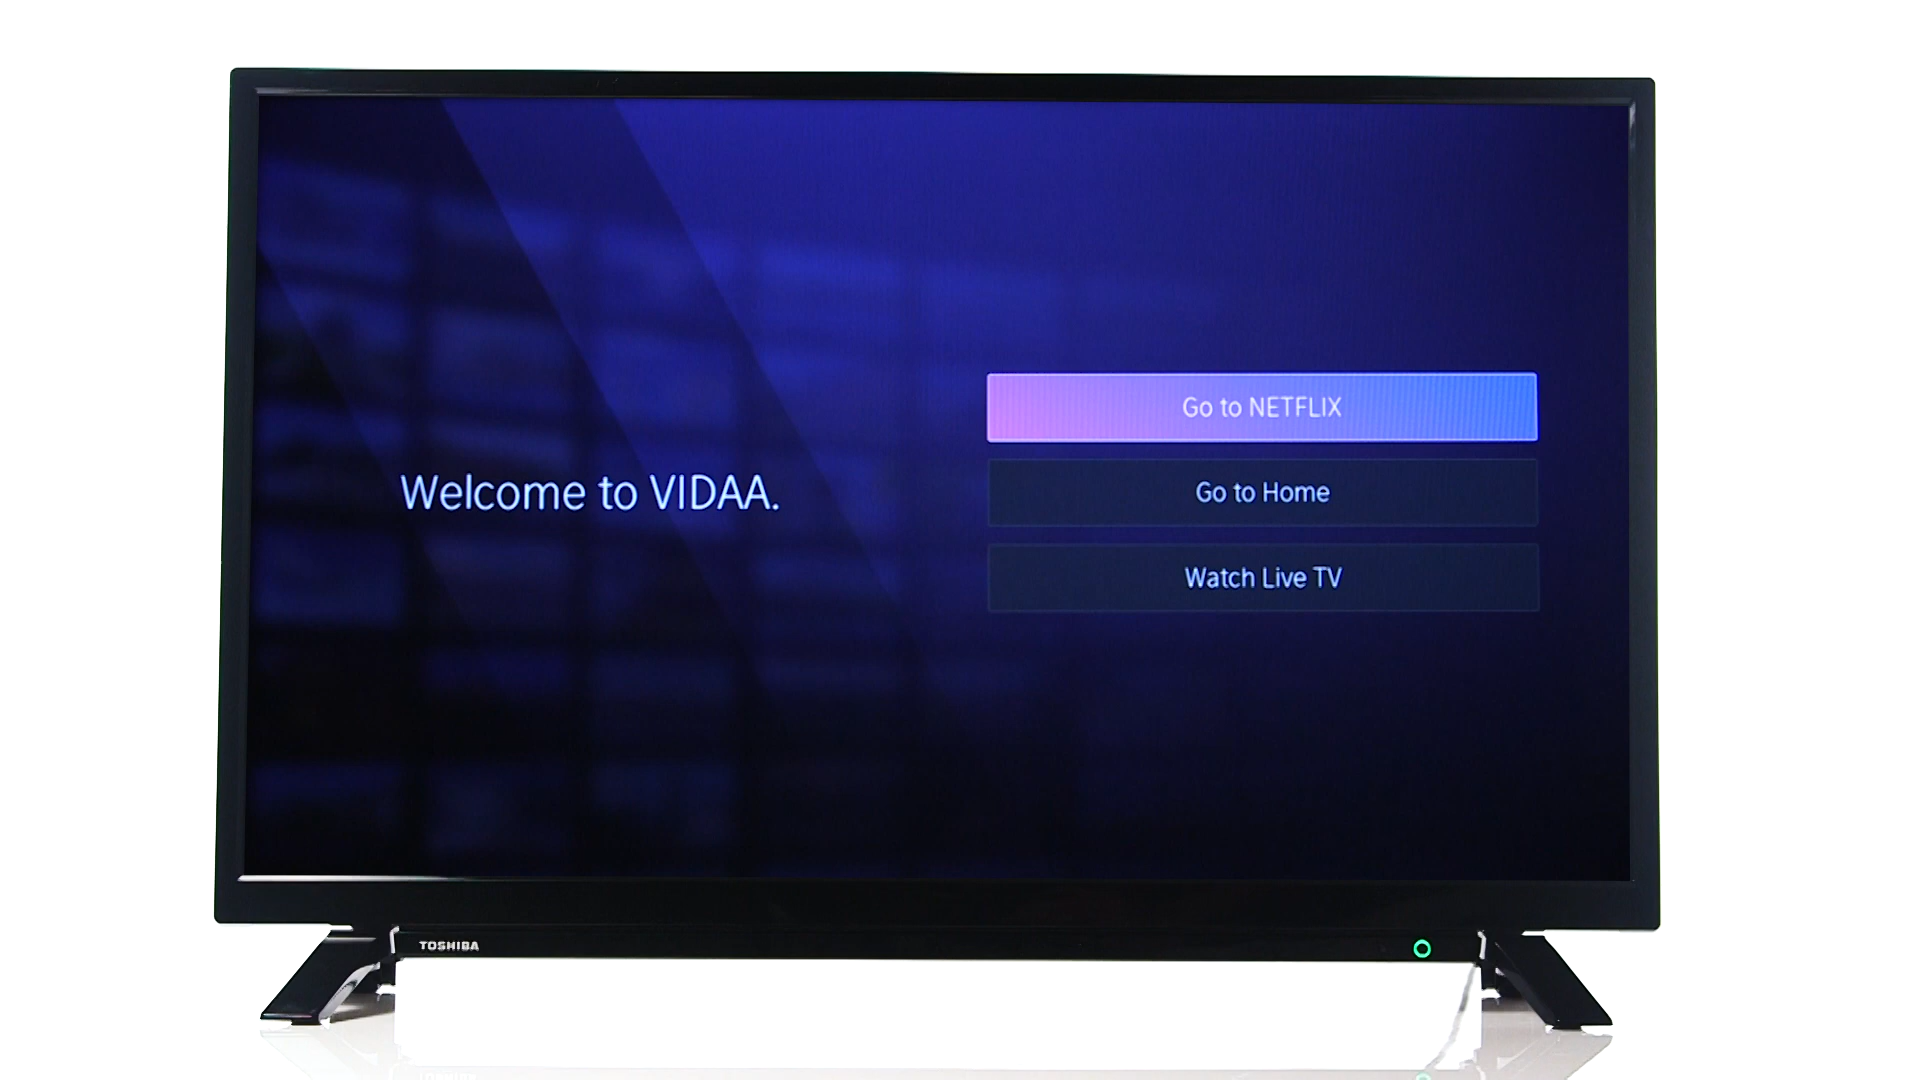 Welcome to VIDAA.
Go to NETFLIX
Go to Home
Watch Live TV
TOSHIBA